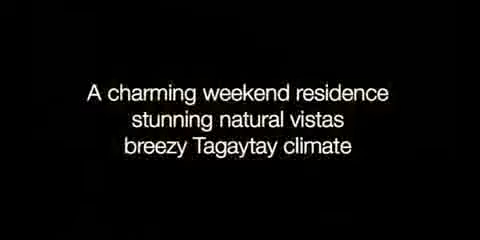 A charming weekend residence
stunning natural vistas
breezy Tagaytay climate